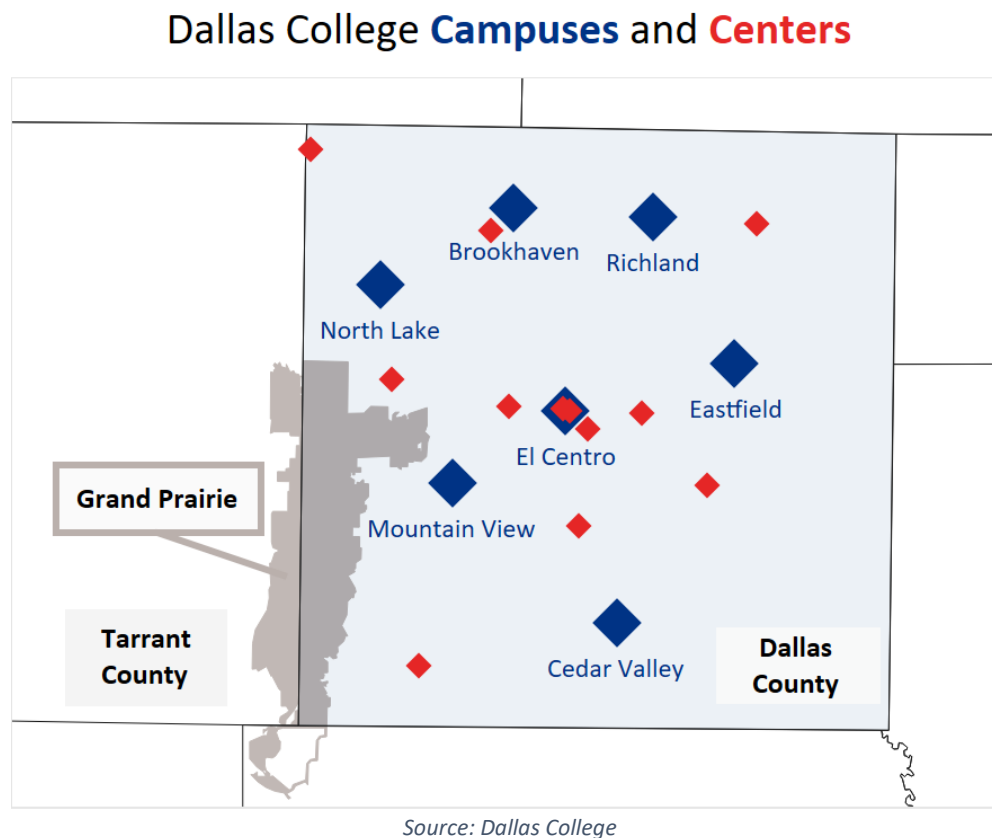 Dallas College Campuses and Centers
Brookhaven
Richland
North Lake
Eastfield
El Centro
Grand Prairie
Mountain View
Tarrant
County
Cedar Valley
Dallas
County
Source: Dallas College